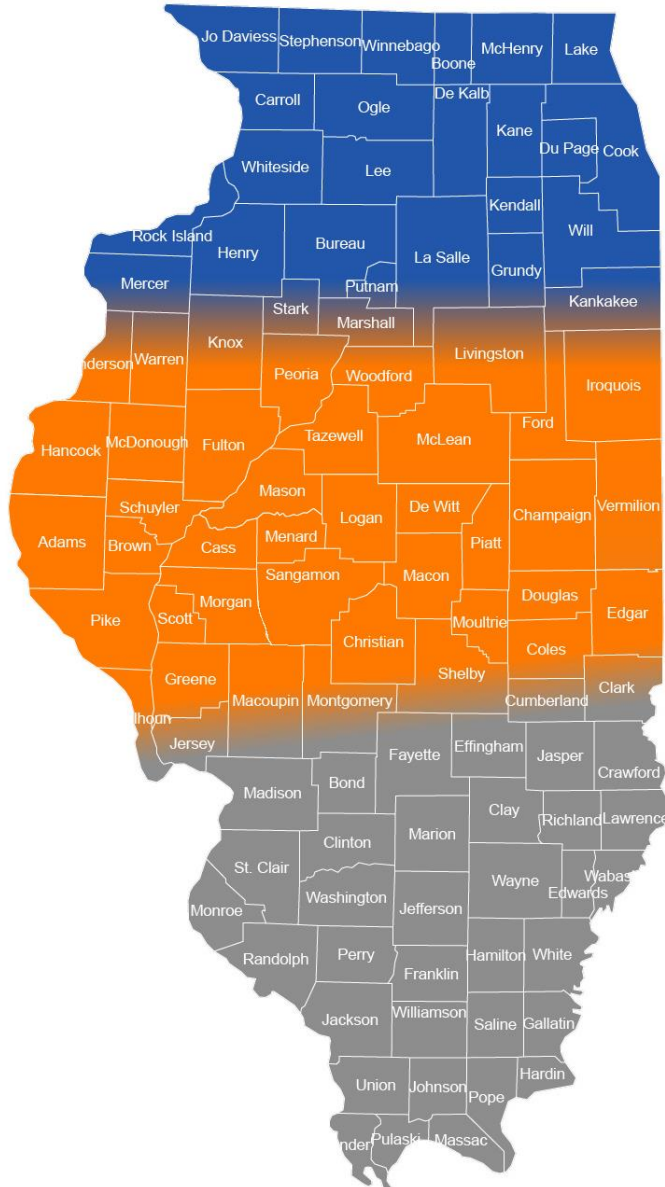 Jo Daviess
Stephenson
Winnebago
Boone
McHenry
Lake
Carroll
Ogle
De Kalb
Kane
Du Page
Cook
Whiteside
Lee
Kendall
Will
Rock Island
Henry
Bureau
La Salle
Grundy
Mercer
Putnam
Kankakee
Stark
Marshall
Knox
Livingston
nderson
Warren
Peoria
Woodford
Iroquois
Ford
Hancock
McDonough
Fulton
Tazewell
McLean
Mason
Schuyler
De Witt
Vermilion
Logan
Champaign
Adams
Brown
Cass
Menard
Piatt
Sangamon
Macon
Morgan
Douglas
Pike
Scott
Christian
Moultrie
Edgar
Coles
Greene
Shelby
Macoupin
Montgomery
Cumberland
Clark
lhoun
Jersey
Fayette
Effingham
Jasper
Crawford
Madison
Bond
Clay
Richland
Lawrence
Clinton
Marion
St. Clair
Wayne
Wabas
Edwards
Washington
Monroe
Jefferson
Randolph
Perry
Hamilton
White
Franklin
Jackson
Williamson
Saline
Gallatin
Union
Johnson
Pope
Hardin
nder
Pulaski
Massac